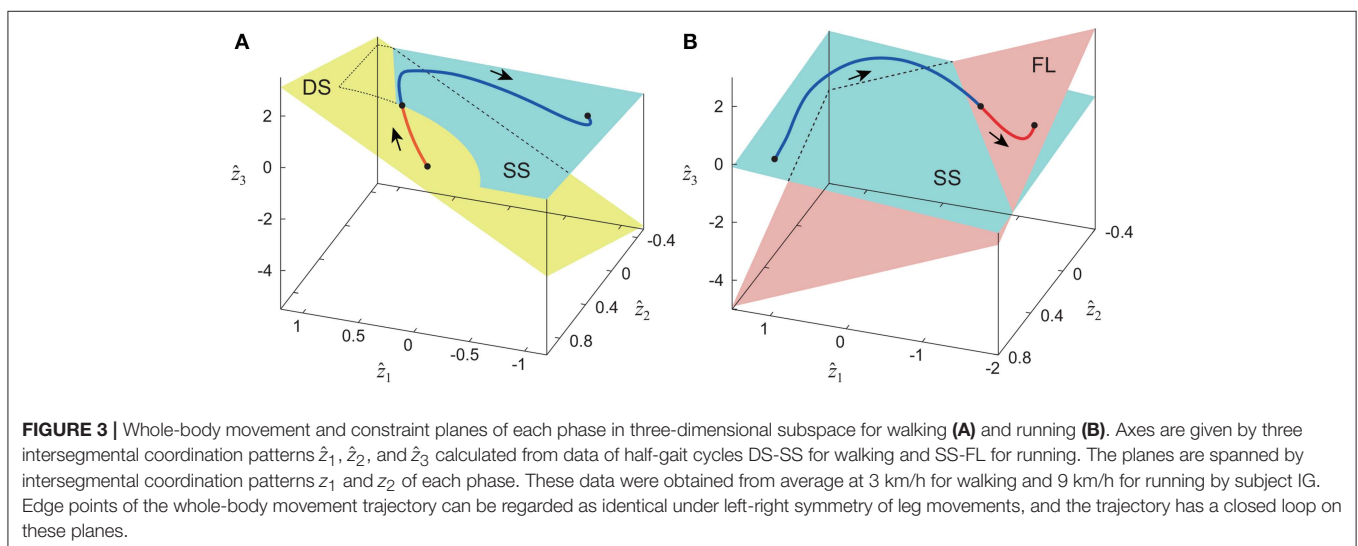 A
DS
SS
2
0
-2
-4
ẑ3
1
0.5
0
-0.5
-1
ẑ1
0.8
0.4
0
-0.4
ẑ2
B
FL
SS
2
0
-2
-4
ẑ3
1
0
-1
-2
ẑ1
0.8
0.4
0
-0.4
ẑ2
FIGURE 3 | Whole-body movement and constraint planes of each phase in three-dimensional subspace for walking (A) and running (B). Axes are given by three
intersegmental coordination patterns ẑ1, ẑ2, and ẑ3 calculated from data of half-gait cycles DS-SS for walking and SS-FL for running. The planes are spanned by
intersegmental coordination patterns z1 and z2 of each phase. These data were obtained from average at 3 km/h for walking and 9 km/h for running by subject IG.
Edge points of the whole-body movement trajectory can be regarded as identical under left-right symmetry of leg movements, and the trajectory has a closed loop on
these planes.